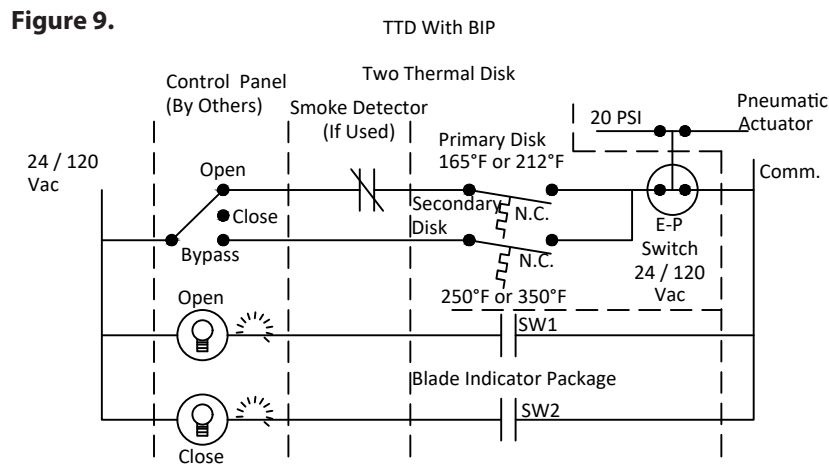 Figure 9.
TTD With BIP
Two Thermal Disk
Control Panel
(By Others)
Smoke Detector
(If Used)
20 PSI
Pneumatic
Actuator
Primary Disk
165°F or 212°F
24 / 120
Vac
Open
Comm.
Close
Secondary
Disk
N.C.
Bypass
N.C.
E-P
Switch
24 / 120
Vac
250°F or 350°F
Open
SW1
Blade Indicator Package
SW2
Close